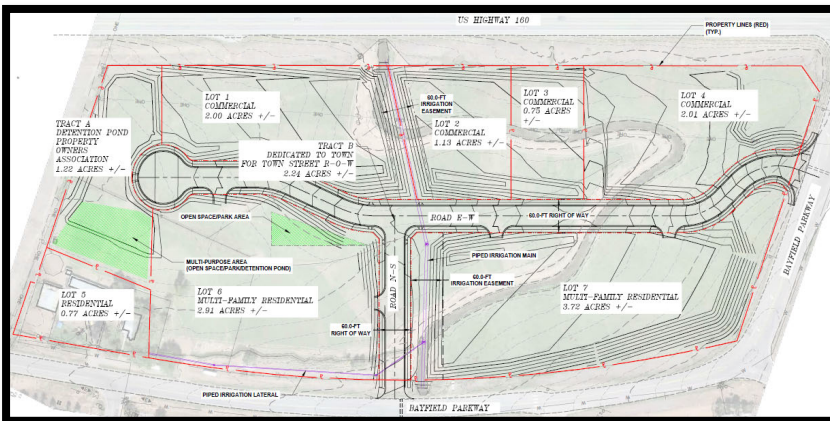 US HIGHWAY 160
PROPERTY LINES (RED)
(TYP.)
LOT 1
COMMERCIAL
2.00 ACRES +/-
60.0-FT
IRRIGATION
EASEMENT
LOT 2
COMMERCIAL
1.13 ACRES +/-
LOT 3
COMMERCIAL
0.75 ACRES
+/-
LOT 4
COMMERCIAL
2.01 ACRES +/-
TRACT A
DETENTION POND
PROPERTY
OWNERS
ASSOCIATION
1.22 ACRES +/-
TRACT B
DEDICATED TO TOWN
FOR TOWN STREET R-O-W
2.24 ACRES +/-
OPEN SPACE/PARK AREA
ROAD E-W
60.0-FT RIGHT OF WAY
BAYFIELD PARKWAY
MULTI-PURPOSE AREA
(OPEN SPACE/PARK/DETENTION POND)
PIPED IRRIGATION MAIN
60.0-FT
IRRIGATION EASEMENT
ROAD N-S
LOT 5
RESIDENTIAL
0.77 ACRES +/-
LOT 6
MULTI-FAMILY RESIDENTIAL
2.91 ACRES +/-
LOT 7
MULTI-FAMILY RESIDENTIAL
3.72 ACRES +/-
60.0-FT
RIGHT OF WAY
PIPED IRRIGATION LATERAL
BAYFIELD PARKWAY